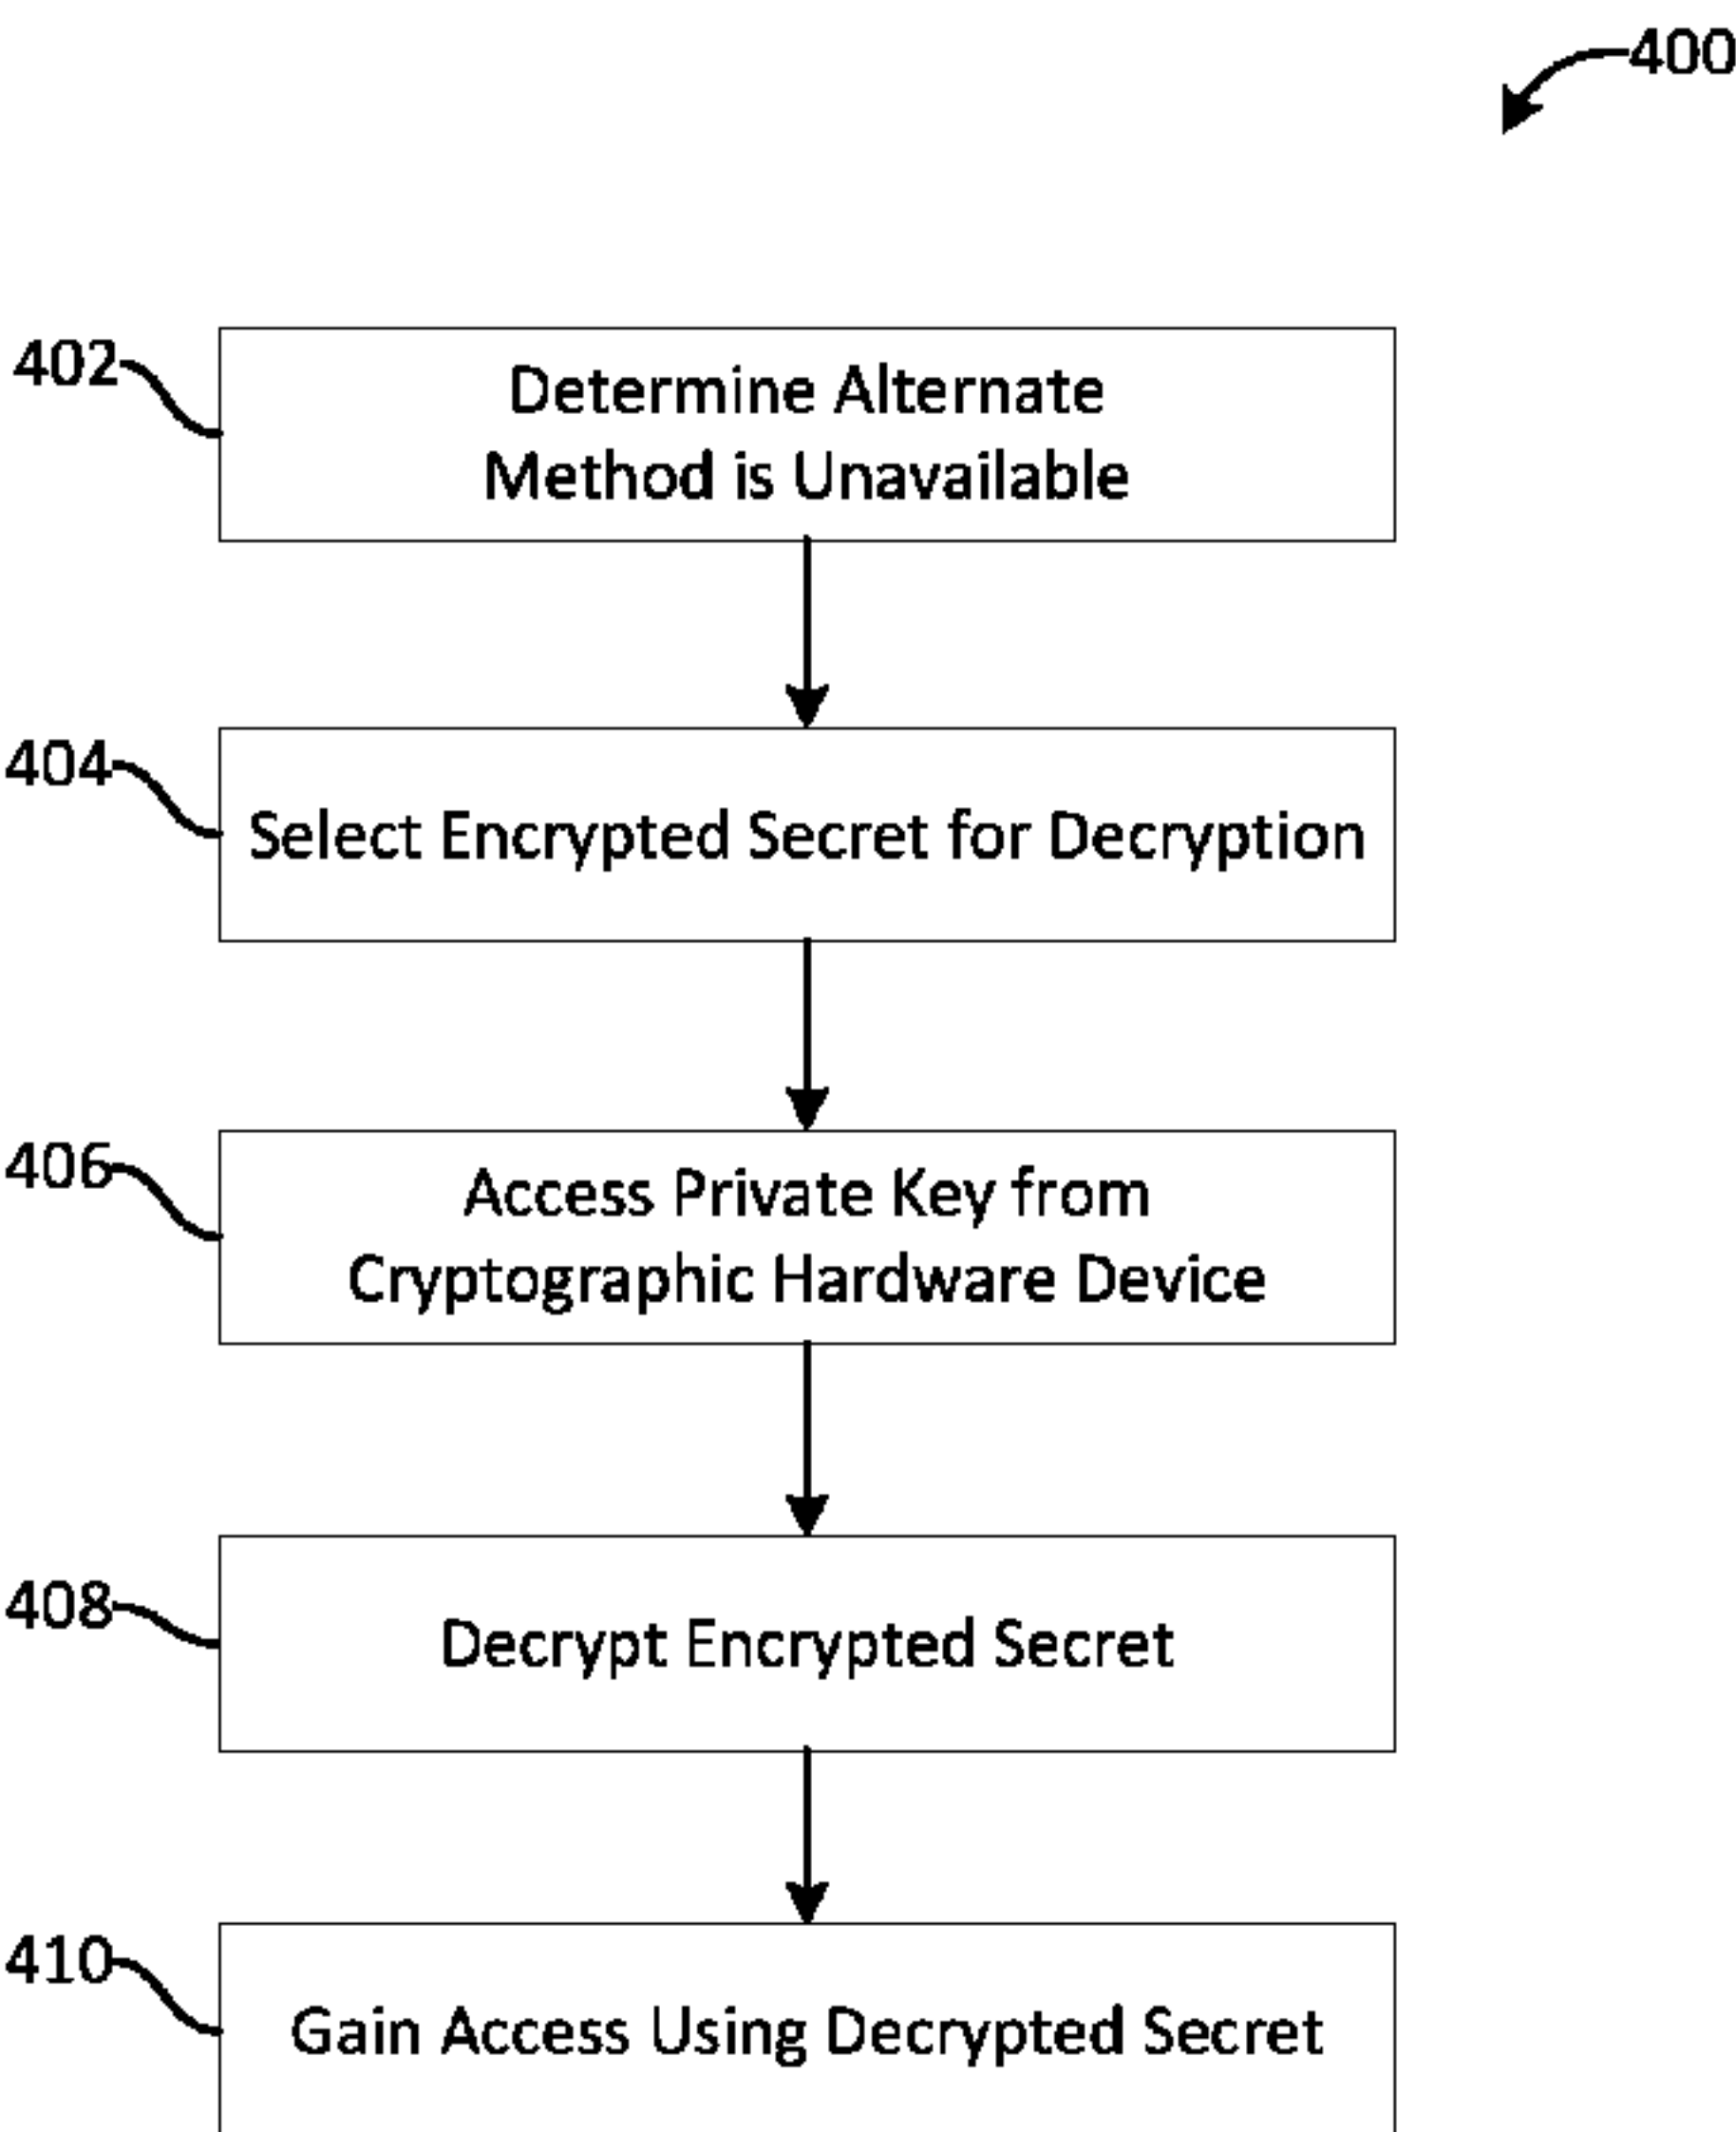 400
402
Determine Alternate
Method is Unavailable
404
Select Encrypted Secret for Decryption
406
Access Private Key from
Cryptographic Hardware Device
408
Decrypt Encrypted Secret
410
Gain Access Using Decrypted Secret